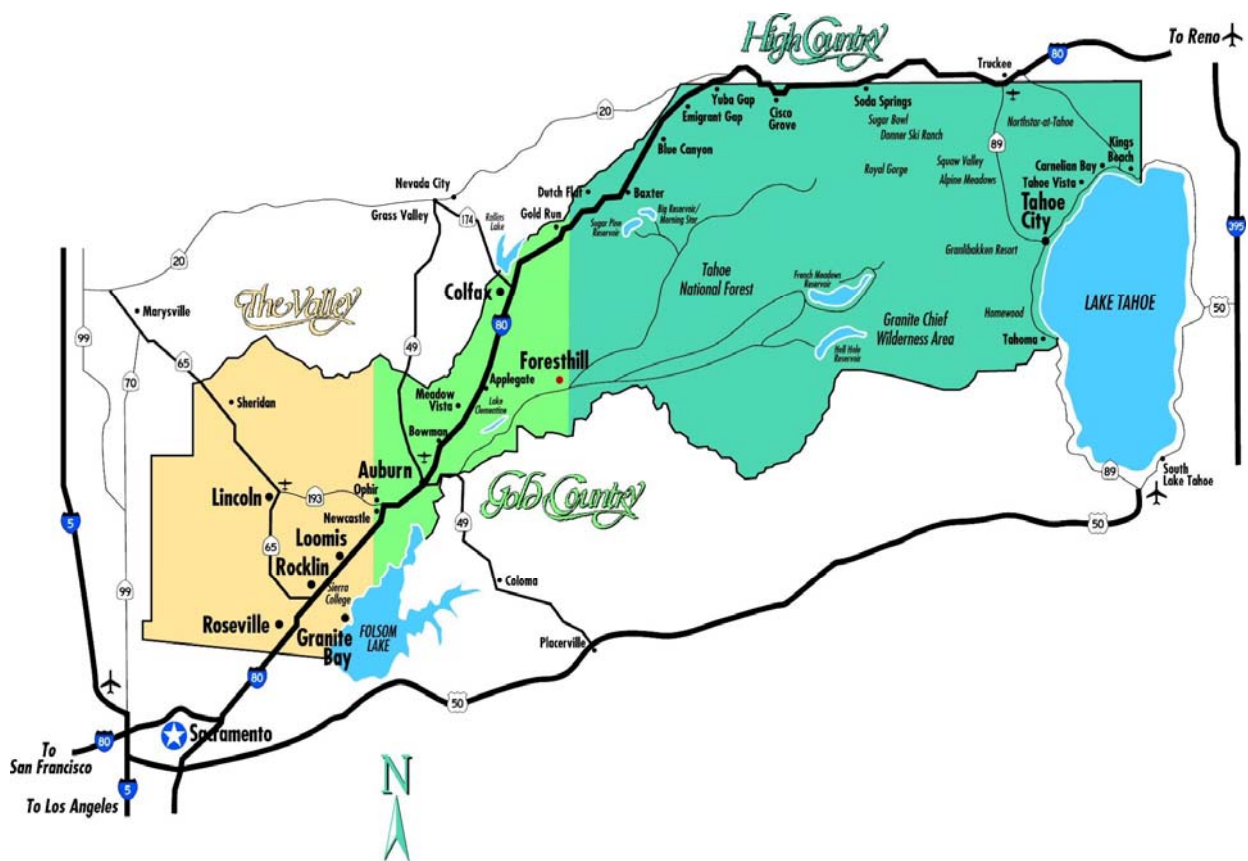 High Country
To Reno
80
Truckee
Yuba Gap
Emigrant Gap
Cisco
Grove
Soda Springs
Sugar Bowl
Donner Ski Ranch
Northstar-at-Tahoe
20
89
Blue Canyon
Royal Gorge
Squaw Valley
Alpine Meadows
Carnelian Bay
Kings
Beach
Tahoe Vista
Tahoe
City
Nevada City
Grass Valley
174
Dutch Flat
Baxter
Gold Run
Rollins
Lake
Big Reservoir/
Morning Star
Sugar Pine
Reservoir
395
Granlibakken Resort
20
The Valley
Colfax
Tahoe
National Forest
French Meadows
Reservoir
LAKE TAHOE
50
Marysville
99
65
70
49
80
Granite Chief
Wilderness Area
Homewood
Tahoma
Hell Hole
Reservoir
Foresthill
Applegate
Sheridan
Meadow
Vista
Lake
Clementine
Bowman
Auburn
Ophir
Gold Country
89
South
Lake Tahoe
Lincoln
193
Newcastle
5
49
50
Loomis
65
Rocklin
Sierra
College
Coloma
99
Roseville
Granite
Bay
FOLSOM
LAKE
Placerville
80
50
Sacramento
80
To
San Francisco
5
To Los Angeles
N